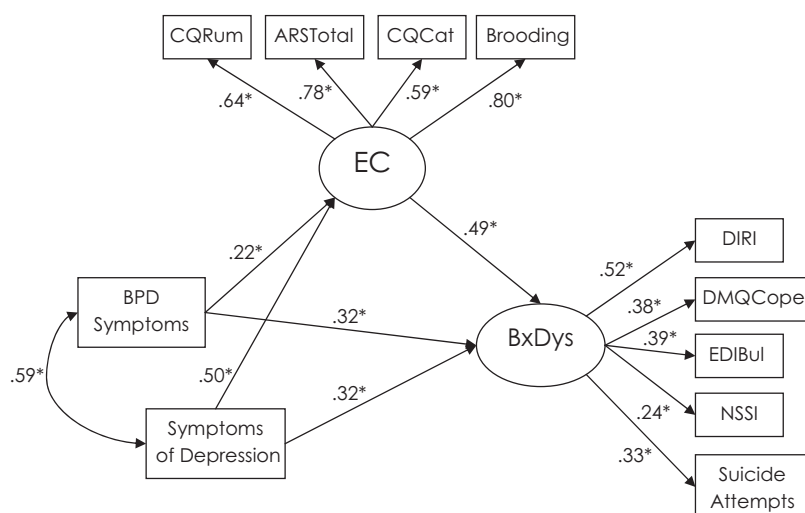 CQRum
ARSTotal
CQCat
Brooding
.64*
.78*
.59*
.80*
EC
.49*
.22*
BPD
Symptoms
.32*
.59*
.50*
.32*
Symptoms
of Depression
BxDys
.52*
.38*
.39*
.24*
.33*
DIRI
DMQCope
EDIBul
NSSI
Suicide
Attempts